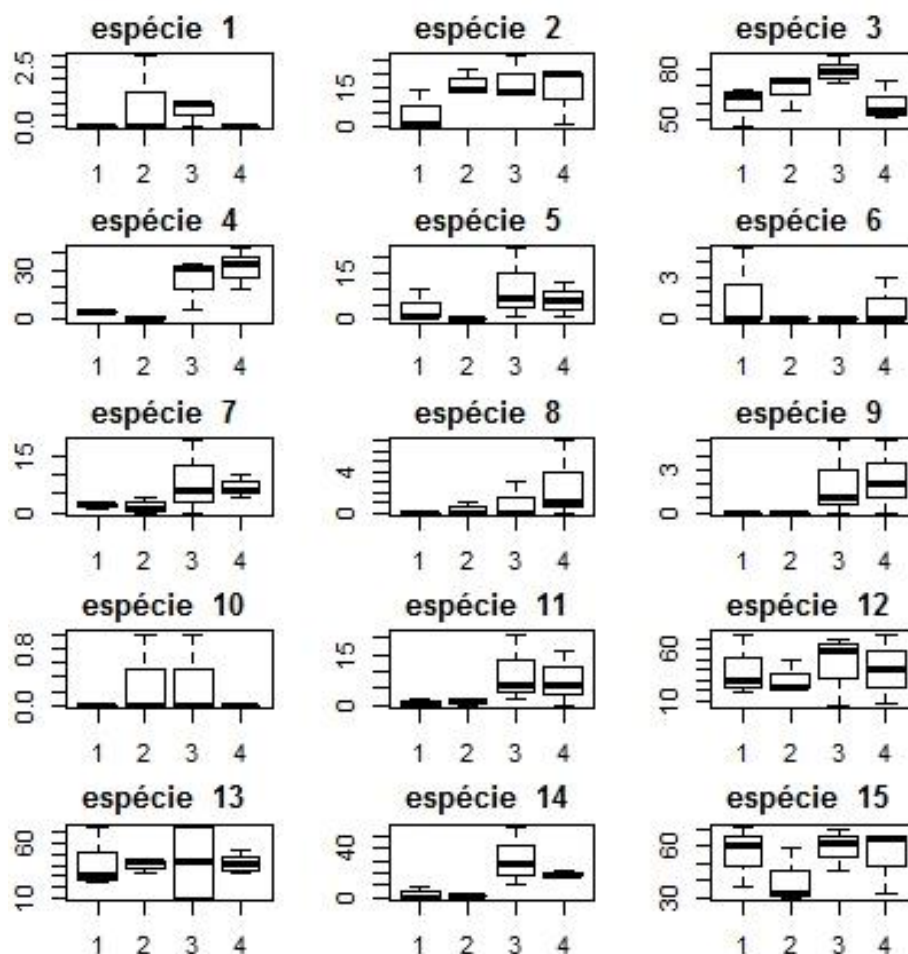 espécie 1 espécie 2 espécie 3
0.0 2.5 0 15 50 80
1 2 3 4 1 2 3 4 1 2 3 4
espécie 4 espécie 5 espécie 6
0 30 0 15 0 3
1 2 3 4 1 2 3 4 1 2 3 4
espécie 7 espécie 8 espécie 9
0 15 0 4 0 3
1 2 3 4 1 2 3 4 1 2 3 4
espécie 10 espécie 11 espécie 12
0.0 0.8 0 15 10 60
1 2 3 4 1 2 3 4 1 2 3 4
espécie 13 espécie 14 espécie 15
10 60 0 40 30 60
1 2 3 4 1 2 3 4 1 2 3 4